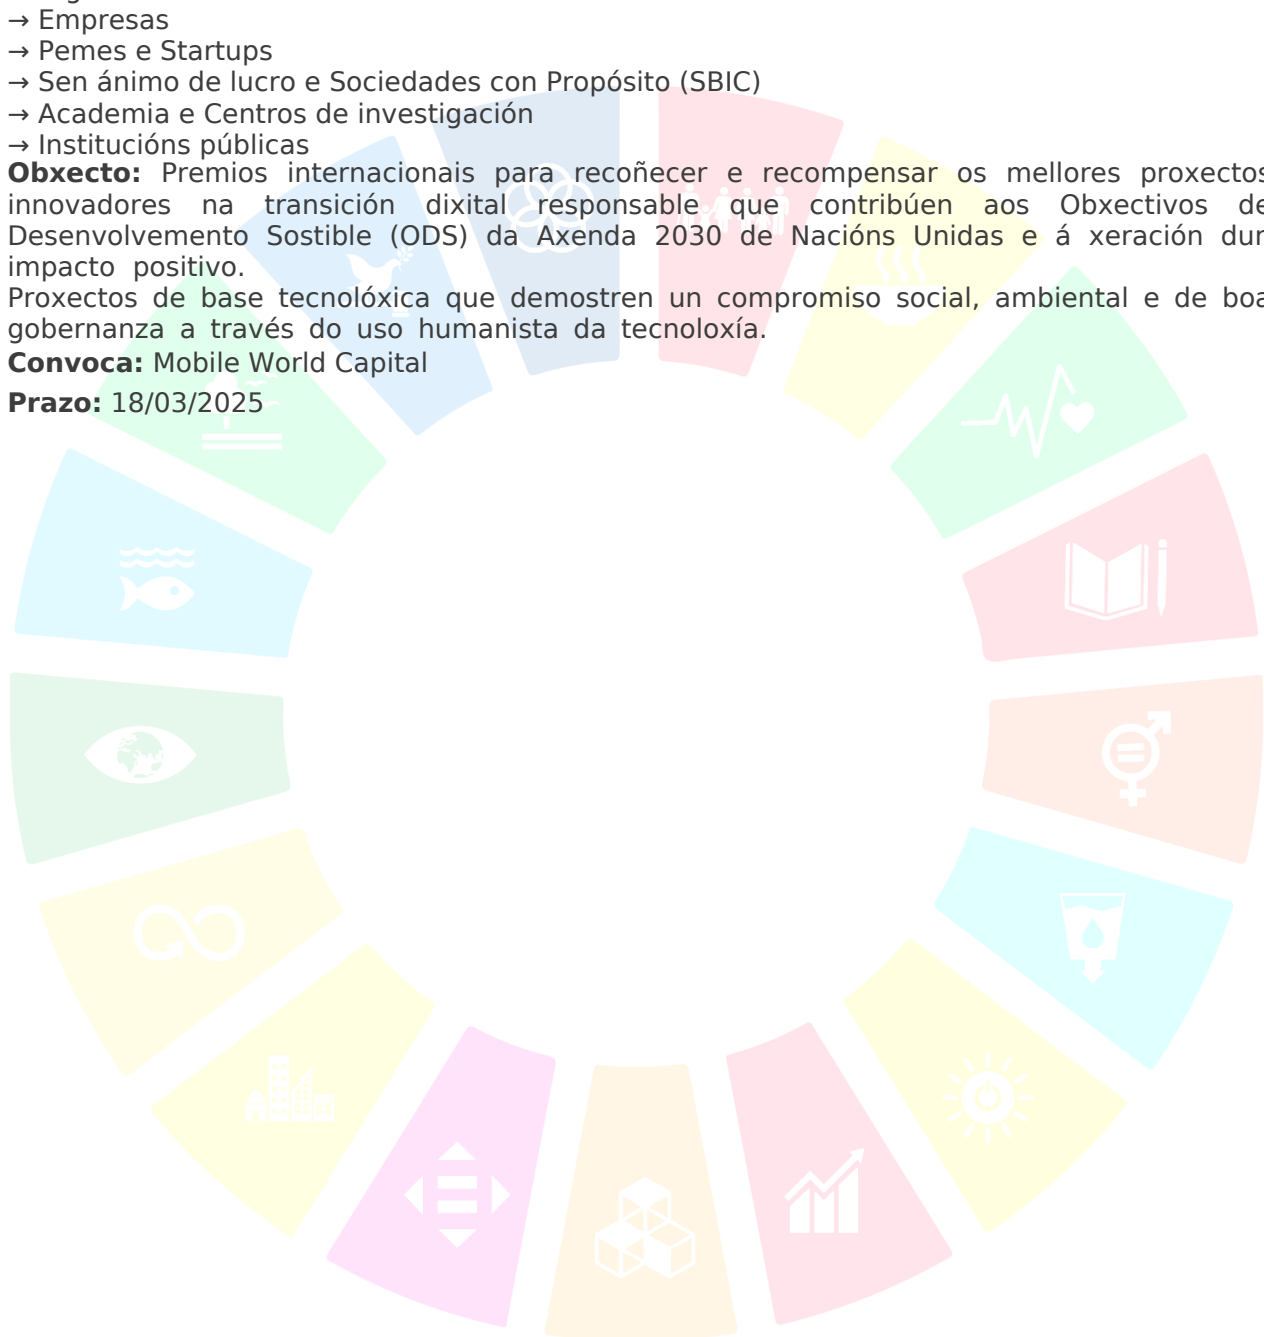 → Empresas
→ Pemes e Startups
→ Sen ánimo de lucro e Sociedades con Propósito (SBIC)
→ Academia e Centros de investigación
→ Institucións públicas
Obxecto: Premios internacionais para recoñecer e recompensar os mellores proxectos
innovadores na transición dixital responsable que contribúen aos Obxectivos de
Desenvolvemento Sostible (ODS) da Axenda 2030 de Nacións Unidas e á xeración dun
impacto positivo.
Proxectos de base tecnolóxica que demostren un compromiso social, ambiental e de boa
gobernanza a través do uso humanista da tecnoloxía.
Convoca: Mobile World Capital
Prazo: 18/03/2025